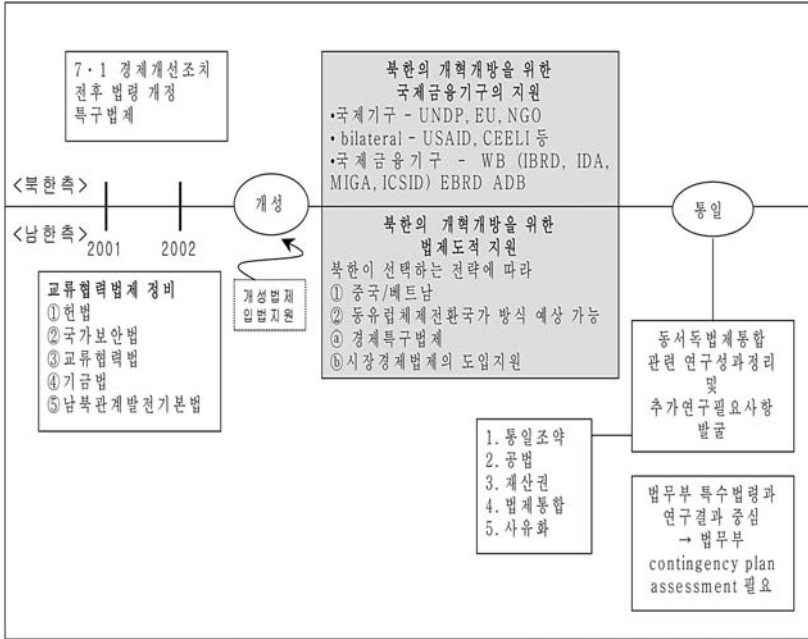 7·1 경제개선조치
전후 법령 개정
특구법제
북한의 개혁개방을 위한
국제금융기구의 지원
•국제기구 - UNDP, EU, NGO
• bilateral - USAID, CEELI 등
•국제금융기구 - WB (IBRD, IDA,
MIGA, ICSID) EBRD ADB
<북한측>
<남한측>
2001
2002
개성
통일
북한의 개혁개방을 위한
법제도적 지원
북한이 선택하는 전략에 따라
① 중국/베트남
② 동유럽체제전환국가 방식 예상 가능
ⓐ 경제특구법제
ⓑ시장경제법제의 도입지원
개성법제
입법지원
교류협력법제 정비
①헌법
②국가보안법
③교류협력법
④기금법
⑤남북관계발전기본법
동서독법제통합
관련 연구성과정리
및
추가연구필요사항
발굴
1. 통일조약
2. 공법
3. 재산권
4. 법제통합
5. 사유화
법무부 특수법령과
연구결과 중심
→ 법무부
contingency plan
assessment 필요